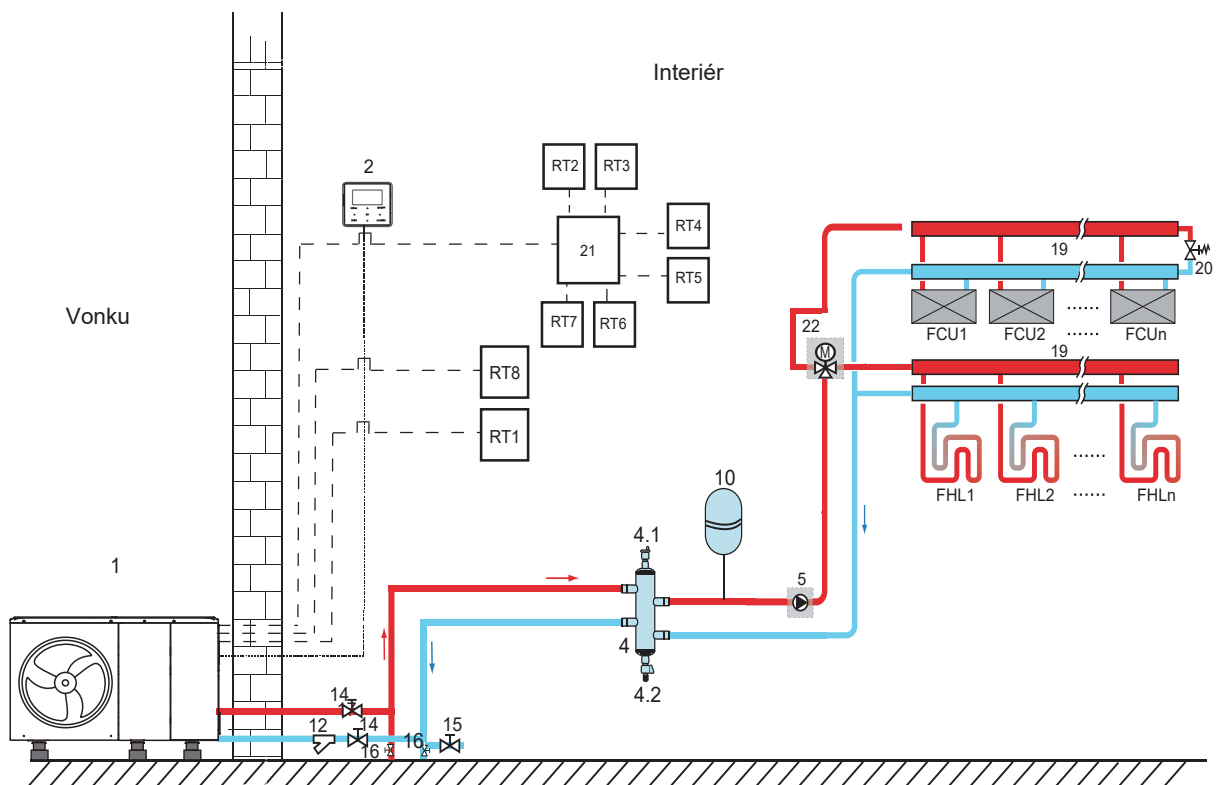 Interiér
Vonku
2
RT2 RT3
RT4
21
RT5
RT7 RT6
RT8
RT1
19
20
FCU1 FCU2 ...... FCUn
......
22
M
19
......
FHL1 FHL2 ...... FHLn
10
4.1
5
4
4.2
1
14
12 14
16 16 15